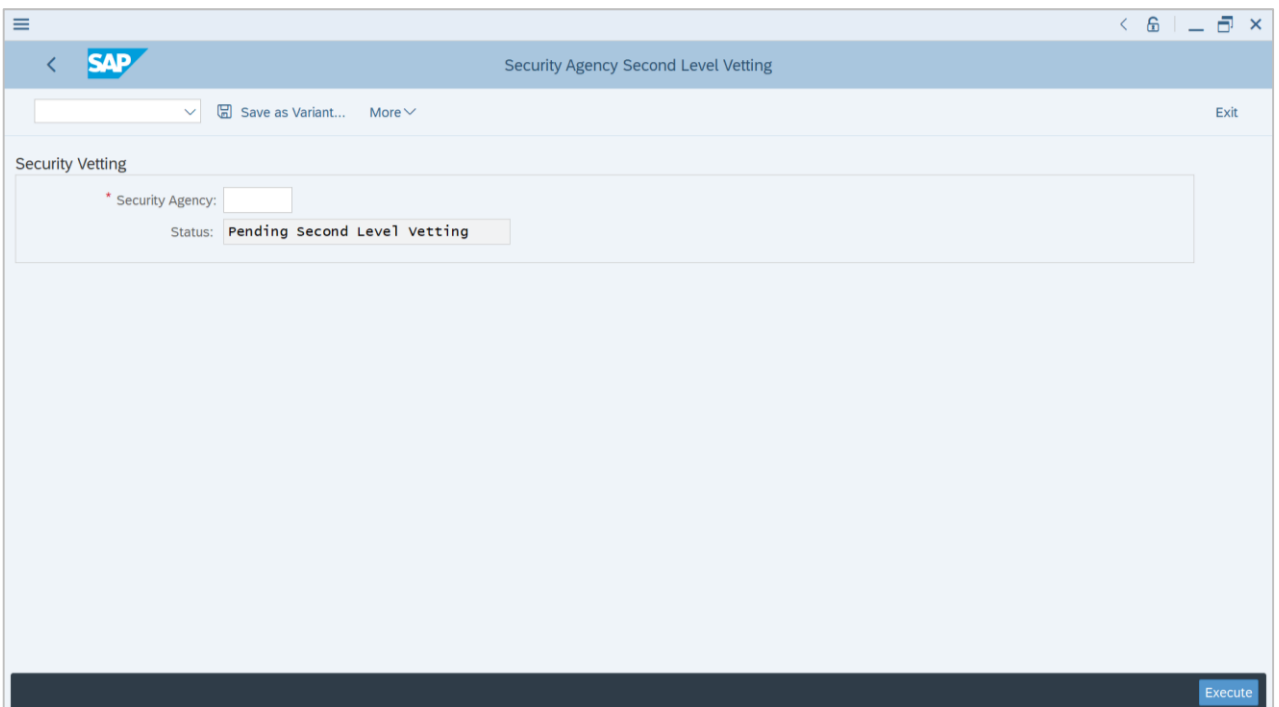 SAP
Security Agency Second Level Vetting
Save as Variant... More Exit
Security Vetting
* Security Agency:
Status: Pending Second Level Vetting
Execute